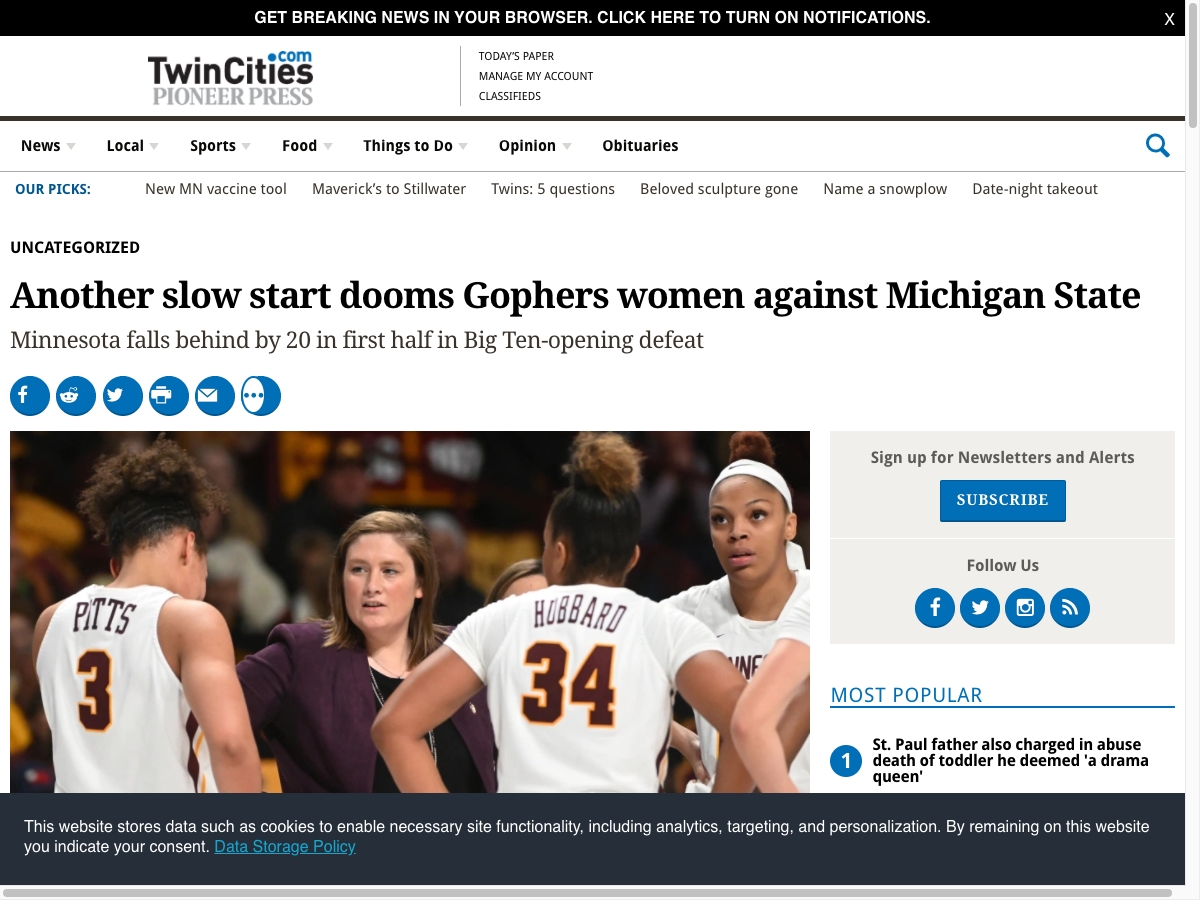 GET BREAKING NEWS IN YOUR BROWSER. CLICK HERE TO TURN ON NOTIFICATIONS.
X
TwinCities.com
PIONEER PRESS
TODAY'S PAPER
MANAGE MY ACCOUNT
CLASSIFIEDS
News Local Sports Food Things to Do Opinion Obituaries
OUR PICKS: New MN vaccine tool Maverick's to Stillwater Twins: 5 questions Beloved sculpture gone Name a snowplow Date-night takeout
UNCATEGORIZED
Another slow start dooms Gophers women against Michigan State
Minnesota falls behind by 20 in first half in Big Ten-opening defeat
PITTS
3
HUBBARD
34
Sign up for Newsletters and Alerts
SUBSCRIBE
Follow Us
MOST POPULAR
1
St. Paul father also charged in abuse
death of toddler he deemed 'a drama
queen'
This website stores data such as cookies to enable necessary site functionality, including analytics, targeting, and personalization. By remaining on this website
you indicate your consent. Data Storage Policy